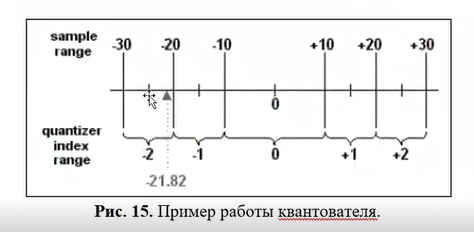 sample
range
-30 -20 -10 +10 +20 +30
0
quantizer
index
range
-2 -1 0 +1 +2
-21.82
Рис. 15. Пример работы квантователя.